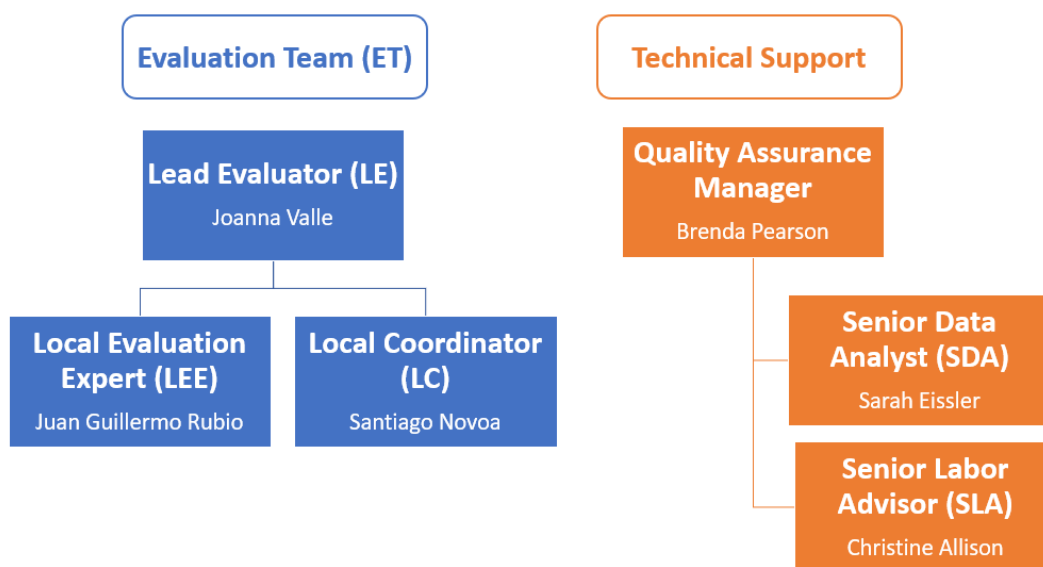 Evaluation Team (ET)
Lead Evaluator (LE)
Joanna Valle
Local Evaluation
Expert (LEE)
Juan Guillermo Rubio
Local Coordinator
(LC)
Santiago Novoa
Technical Support
Quality Assurance
Manager
Brenda Pearson
Senior Data
Analyst (SDA)
Sarah Eissler
Senior Labor
Advisor (SLA)
Christine Allison